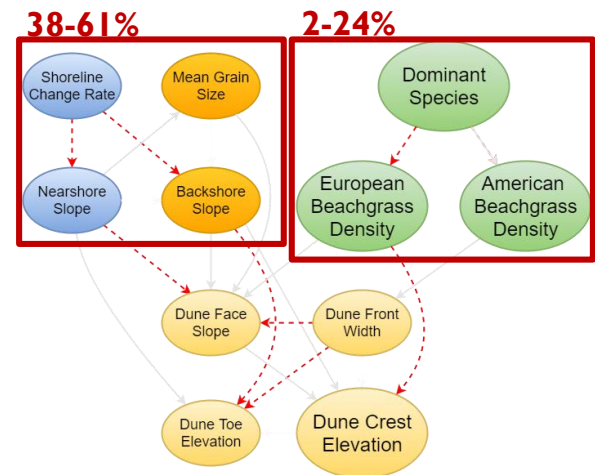 38-61%
2-24%
Shoreline
Change Rate
Mean Grain
Size
Dominant
Species
Nearshore
Slope
Backshore
Slope
European
Beachgrass
Density
American
Beachgrass
Density
Dune Face
Slope
Dune Front
Width
Dune Toe
Elevation
Dune Crest
Elevation